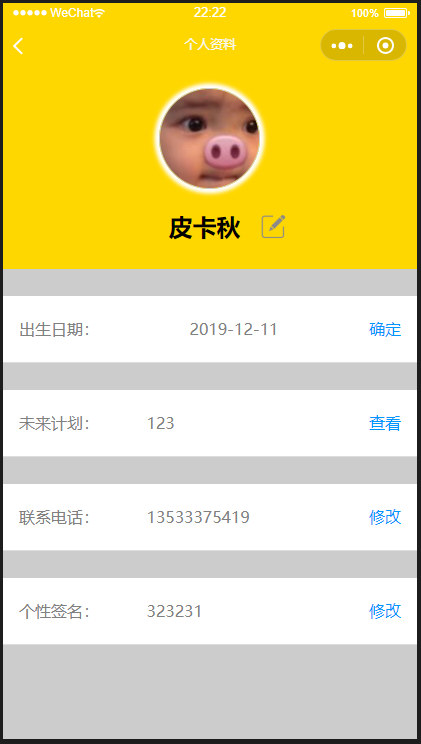 WeChat 22:22 100%
个人资料
皮卡秋
出生日期： 2019-12-11 确定
未来计划： 123 查看
联系电话： 13533375419 修改
个性签名： 323231 修改